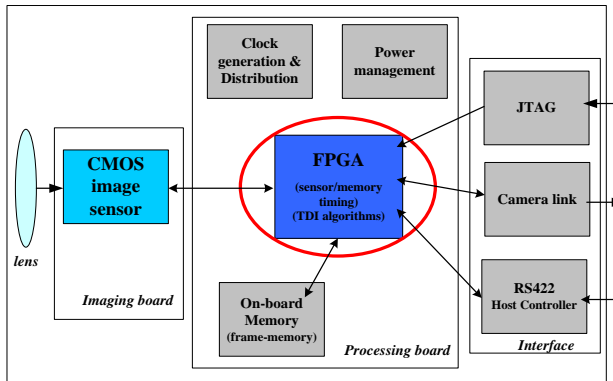 Clock
generation &
Distribution
Power
management
JTAG
CMOS
image
sensor
FPGA
(sensor/memory
timing)
(TDI algorithms)
Camera link
lens
Imaging board
On-board
Memory
(frame-memory)
Processing board
RS422
Host Controller
Interface